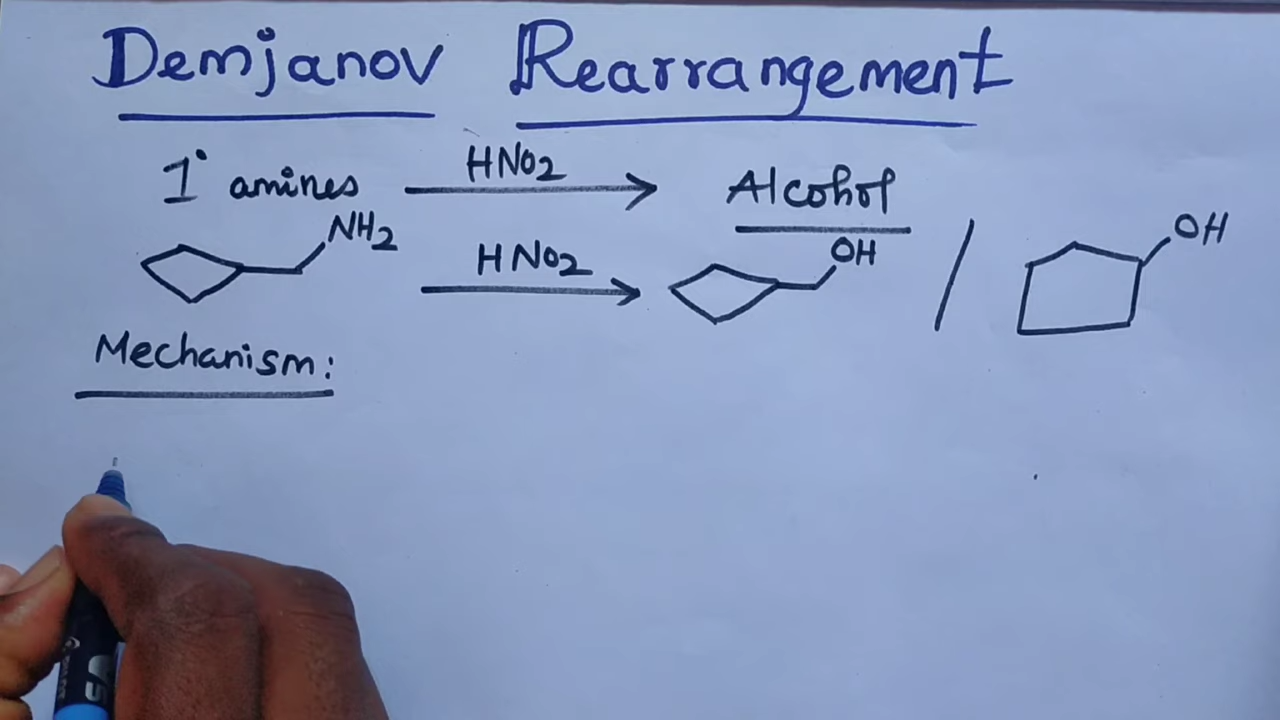 Demjanov Rearrangement
1° amines HNO2 Alcohol
NH2 HNO2 OH / OH
Mechanism: